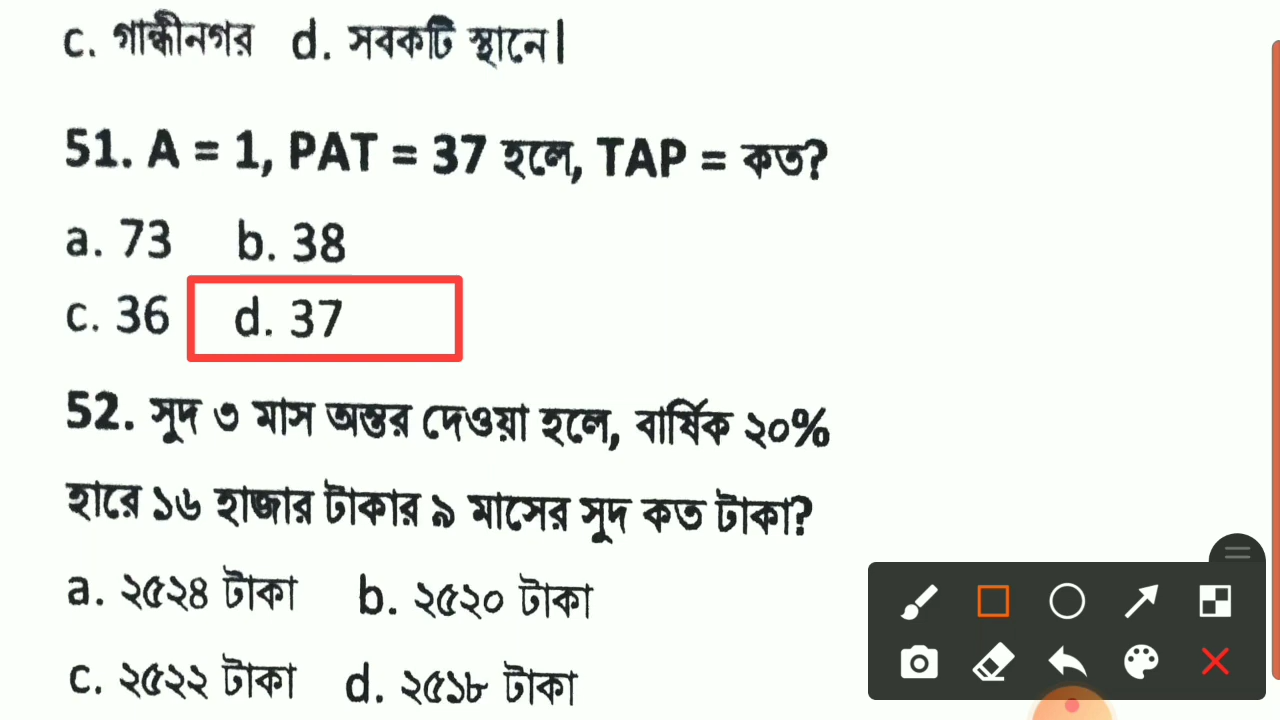 c. গান্ধীনগর d. সবকটি স্থানে|
51. A = 1, PAT = 37 হলে, TAP = কত?
a. 73 b. 38
c. 36 d. 37
52. সুদ ৩ মাস অন্তর দেওয়া হলে, বার্ষিক ২০%
হারে ১৬ হাজার টাকার ৯ মাসের সুদ কত টাকা?
a. ২৫২৪ টাকা b. ২৫২০ টাকা
c. ২৫২২ টাকা d. ২৫১৮ টাকা